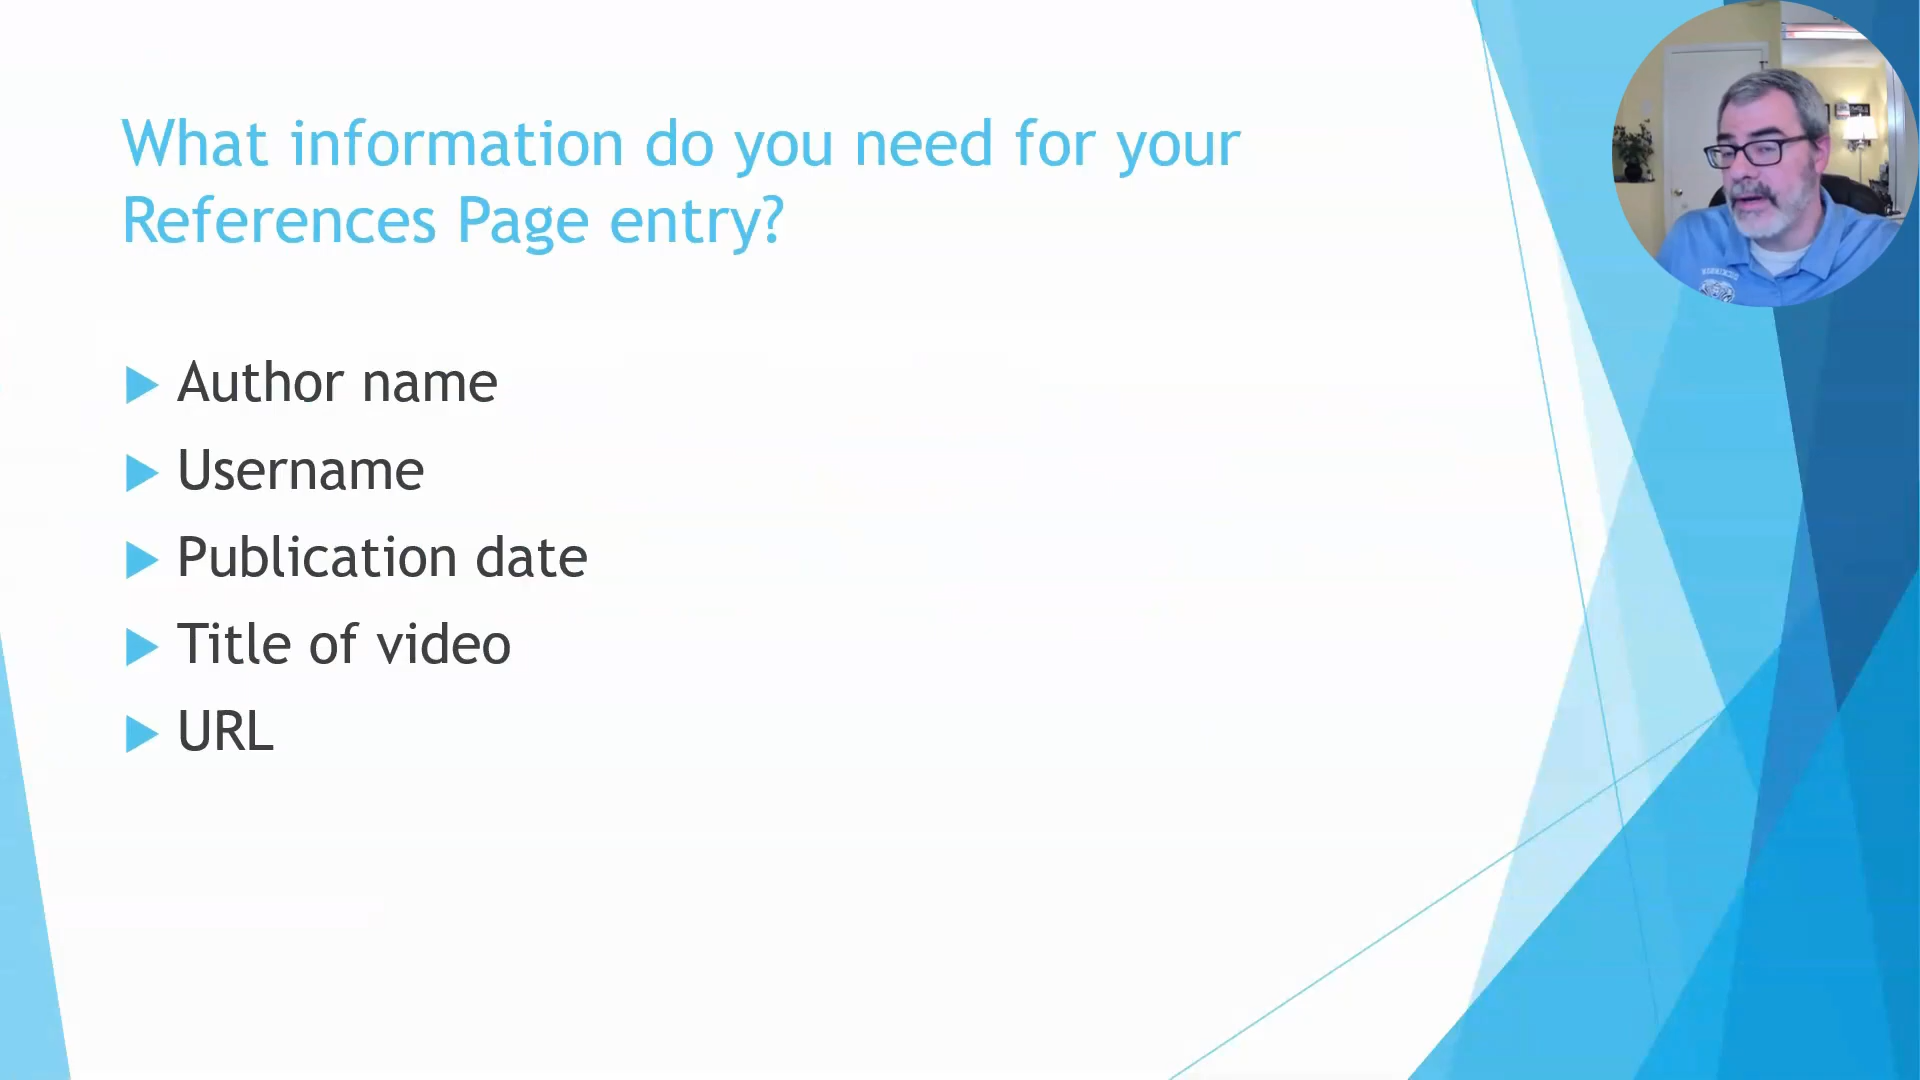 What information do you need for your
References Page entry?
Author name
Username
Publication date
Title of video
URL